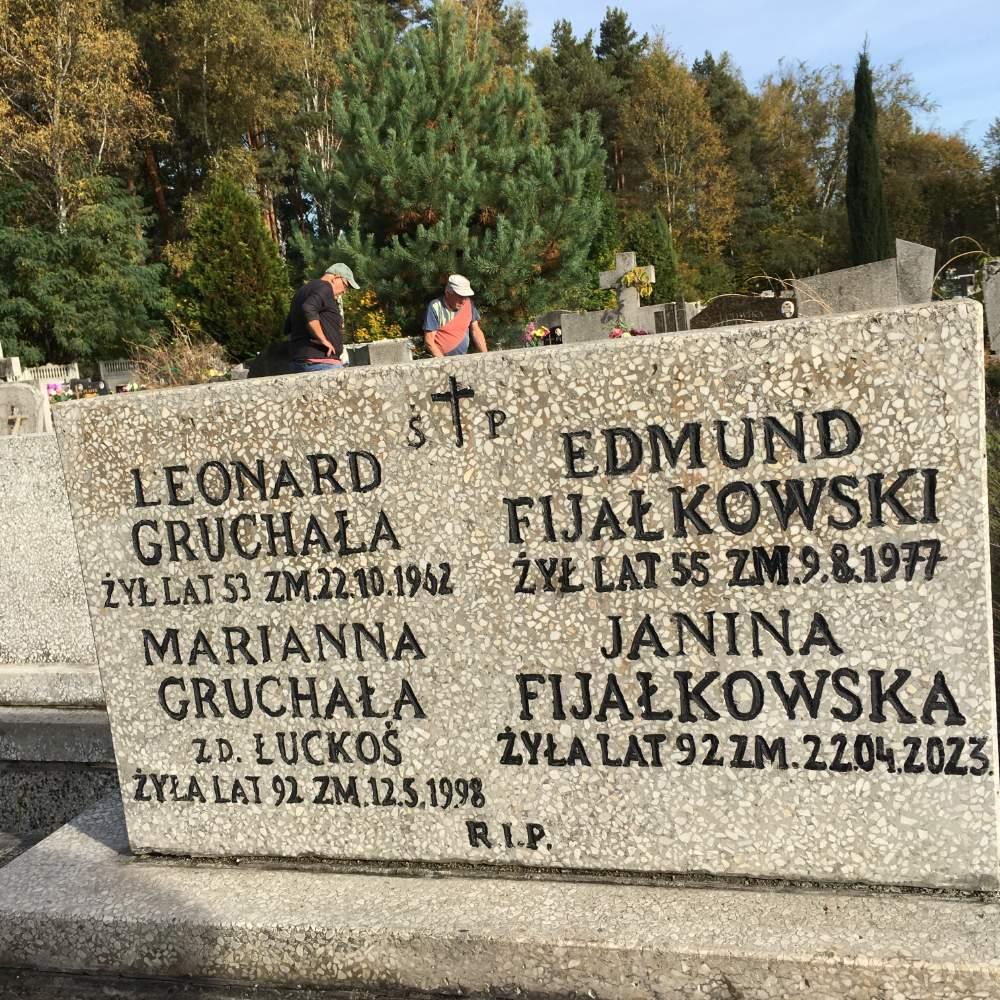 Ś P
LEONARD
GRUCHAŁA
ŻYŁ LAT 53 ZM.22.10.1962
MARIANNA
GRUCHAŁA
ZD. ŁUCKOŚ
ŻYŁA LAT 92 ZM.12.5.1998
EDMUND
FIJAŁKOWSKI
ŻYŁ LAT 55 ZM.9.8.1977
JANINA
FIJAŁKOWSKA
ŻYŁA LAT 92 ZM.22.04.2023.
R.I.P.